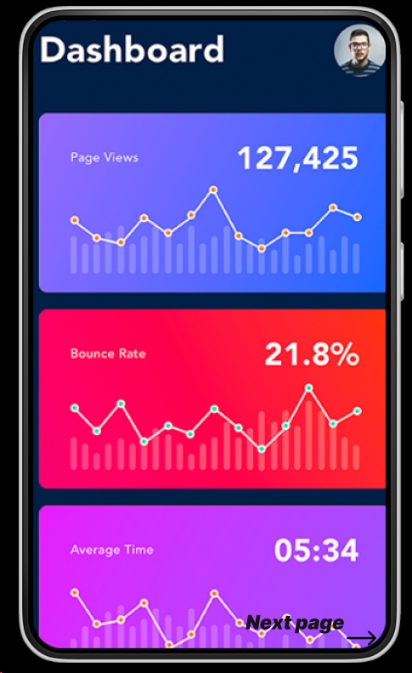 Dashboard
Page Views
127,425
Bounce Rate
21.8%
Average Time
05:34
Next page